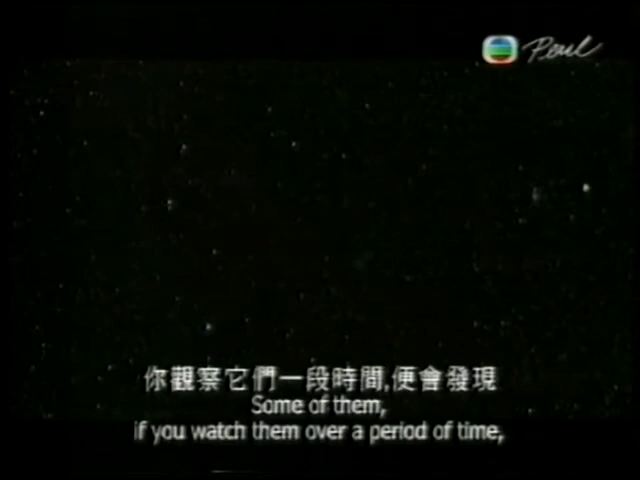 Pearl
你觀察它們一段時間,便會發現
Some of them,
if you watch them over a period of time,